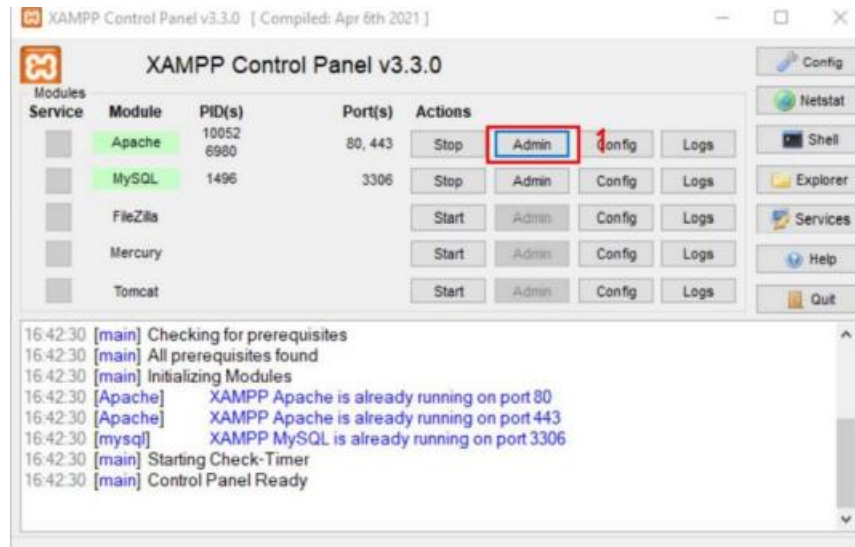 XAMPP Control Panel v3.3.0 [ Compiled: Apr 6th 2021 ]
XAMPP Control Panel v3.3.0
Config
Modules
Service Module PID(s) Port(s) Actions
Netstat
Apache 10052 6980 80, 443 Stop Admin 1 Config Logs
Shell
MySQL 1496 3306 Stop Admin Config Logs
Explorer
FileZilla Start Admin Config Logs
Services
Mercury Start Admin Config Logs
Help
Tomcat Start Admin Config Logs
Quit
16:42:30 [main] Checking for prerequisites
16:42:30 [main] All prerequisites found
16:42:30 [main] Initializing Modules
16:42:30 [Apache] XAMPP Apache is already running on port 80
16:42:30 [Apache] XAMPP Apache is already running on port 443
16:42:30 [mysql] XAMPP MySQL is already running on port 3306
16:42:30 [main] Starting Check-Timer
16:42:30 [main] Control Panel Ready